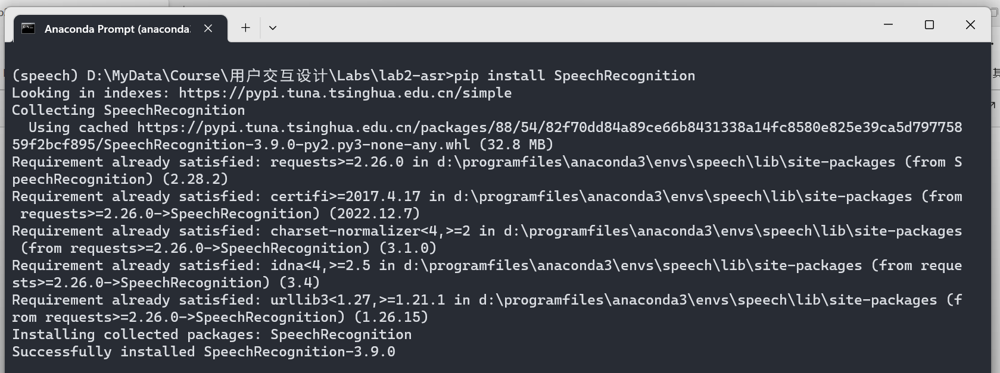 Anaconda Prompt (anaconda
(speech) D:\MyData\Course\用户交互设计\Labs\lab2-asr>pip install SpeechRecognition
Looking in indexes: https://pypi.tuna.tsinghua.edu.cn/simple
Collecting SpeechRecognition
  Using cached https://pypi.tuna.tsinghua.edu.cn/packages/88/54/82f70dd84a89ce66b8431338a14fc8580e825e39ca5d797758
59f2bcf895/SpeechRecognition-3.9.0-py2.py3-none-any.whl (32.8 MB)
Requirement already satisfied: requests>=2.26.0 in d:\programfiles\anaconda3\envs\speech\lib\site-packages (from S
peechRecognition) (2.28.2)
Requirement already satisfied: certifi>=2017.4.17 in d:\programfiles\anaconda3\envs\speech\lib\site-packages (from
 requests>=2.26.0->SpeechRecognition) (2022.12.7)
Requirement already satisfied: charset-normalizer<4,>=2 in d:\programfiles\anaconda3\envs\speech\lib\site-packages
 (from requests>=2.26.0->SpeechRecognition) (3.1.0)
Requirement already satisfied: idna<4,>=2.5 in d:\programfiles\anaconda3\envs\speech\lib\site-packages (from reque
sts>=2.26.0->SpeechRecognition) (3.4)
Requirement already satisfied: urllib3<1.27,>=1.21.1 in d:\programfiles\anaconda3\envs\speech\lib\site-packages (f
rom requests>=2.26.0->SpeechRecognition) (1.26.15)
Installing collected packages: SpeechRecognition
Successfully installed SpeechRecognition-3.9.0